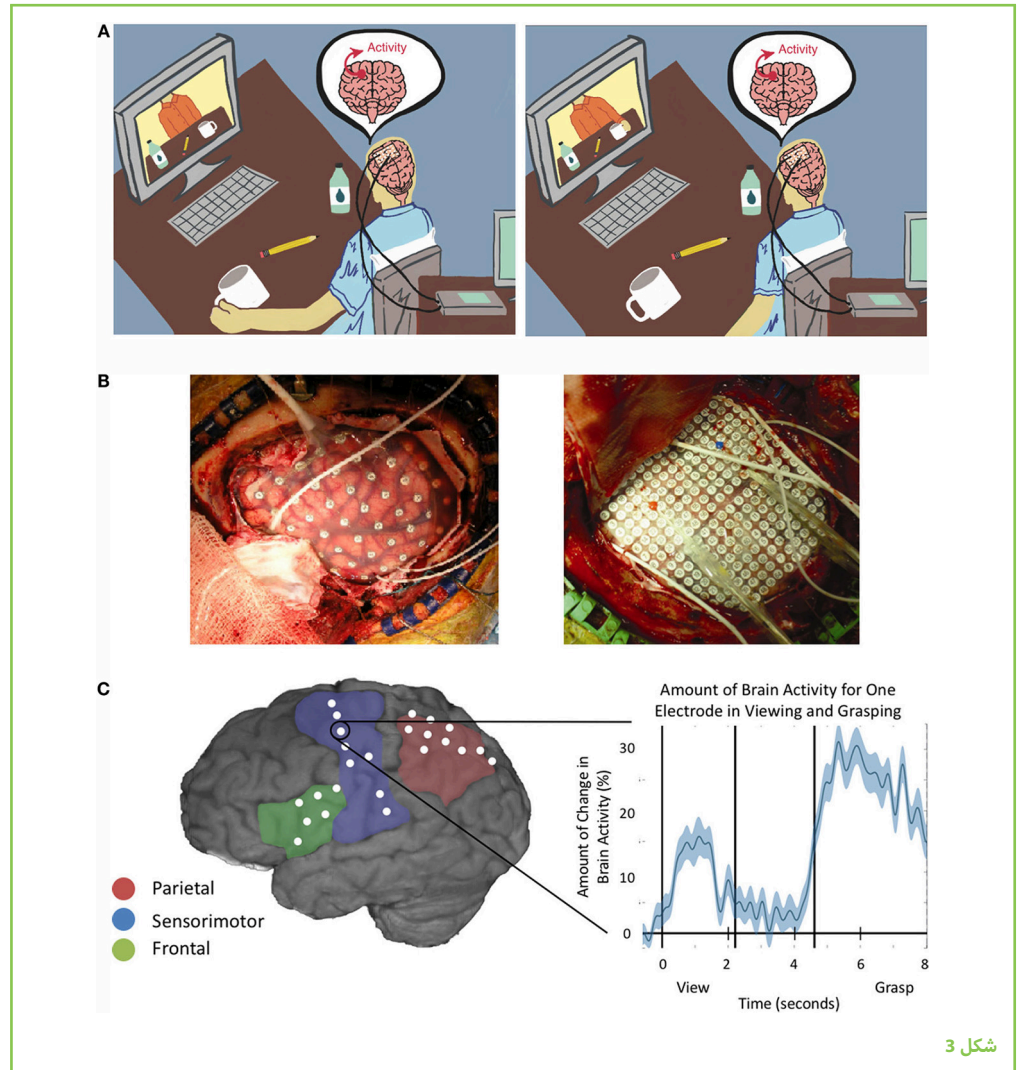 A
Activity
Activity
B
C
Parietal
Sensorimotor
Frontal
Amount of Brain Activity for One
Electrode in Viewing and Grasping
Amount of Change in
Brain Activity (%)
30
20
10
0
0 2 4 6 8
View Grasp
Time (seconds)
شكل 3